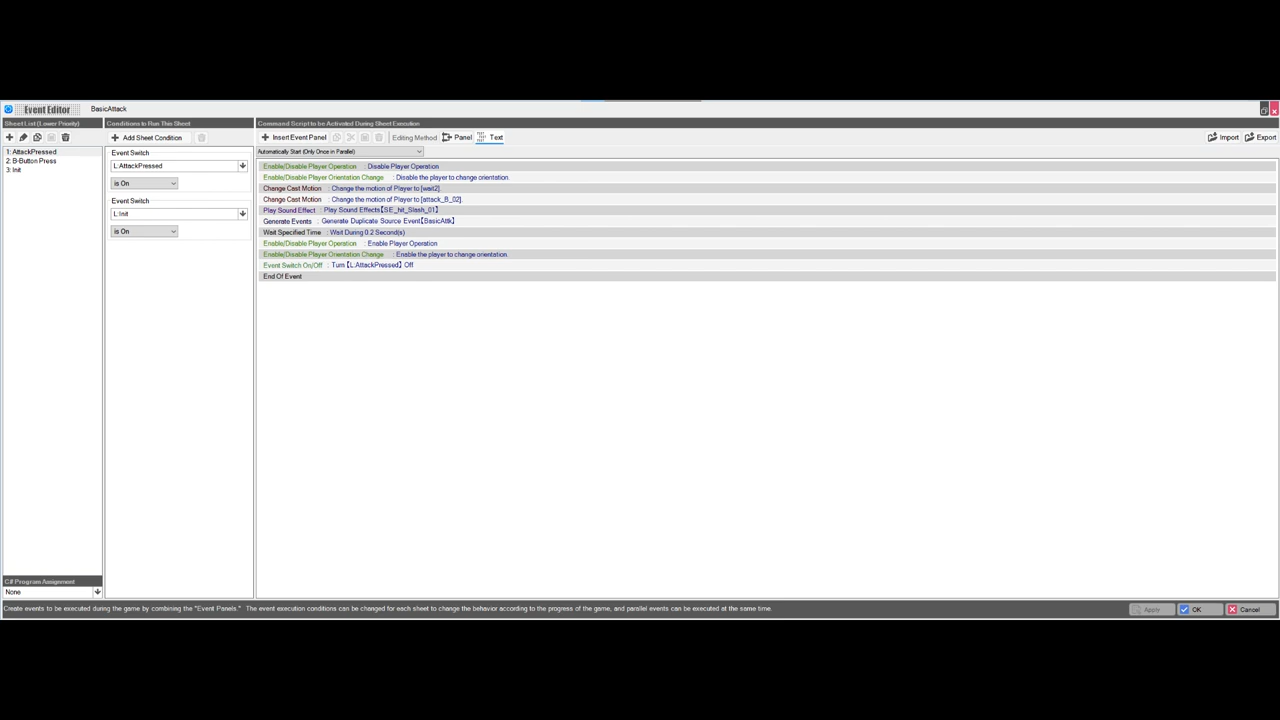 Event Editor BasicAttack
Sheet List (Lower Priority) Conditions to Run This Sheet Command Script to be Activated During Sheet Execution
Add Sheet Condition Insert Event Panel Editing Method Panel Text Import Export
1: AttackPressed
2: B-Button Press
3: Init
Event Switch
L:AttackPressed
is On
Event Switch
L:Init
is On
Automatically Start (Only Once in Parallel)
Enable/Disable Player Operation : Disable Player Operation
Enable/Disable Player Orientation Change : Disable the player to change orientation.
Change Cast Motion : Change the motion of Player to [wait2].
Change Cast Motion : Change the motion of Player to [attack_B_02].
Play Sound Effect : Play Sound Effects【SE_hit_Slash_01】
Generate Events : Generate Duplicate Source Event【BasicAttk】
Wait Specified Time : Wait During 0.2 Second(s)
Enable/Disable Player Operation : Enable Player Operation
Enable/Disable Player Orientation Change : Enable the player to change orientation.
Event Switch On/Off : Turn【L:AttackPressed】Off
End Of Event
C# Program Assignment
None
Create events to be executed during the game by combining the "Event Panels." The event execution conditions can be changed for each sheet to change the behavior according to the progress of the game, and parallel events can be executed at the same time.
Apply OK Cancel